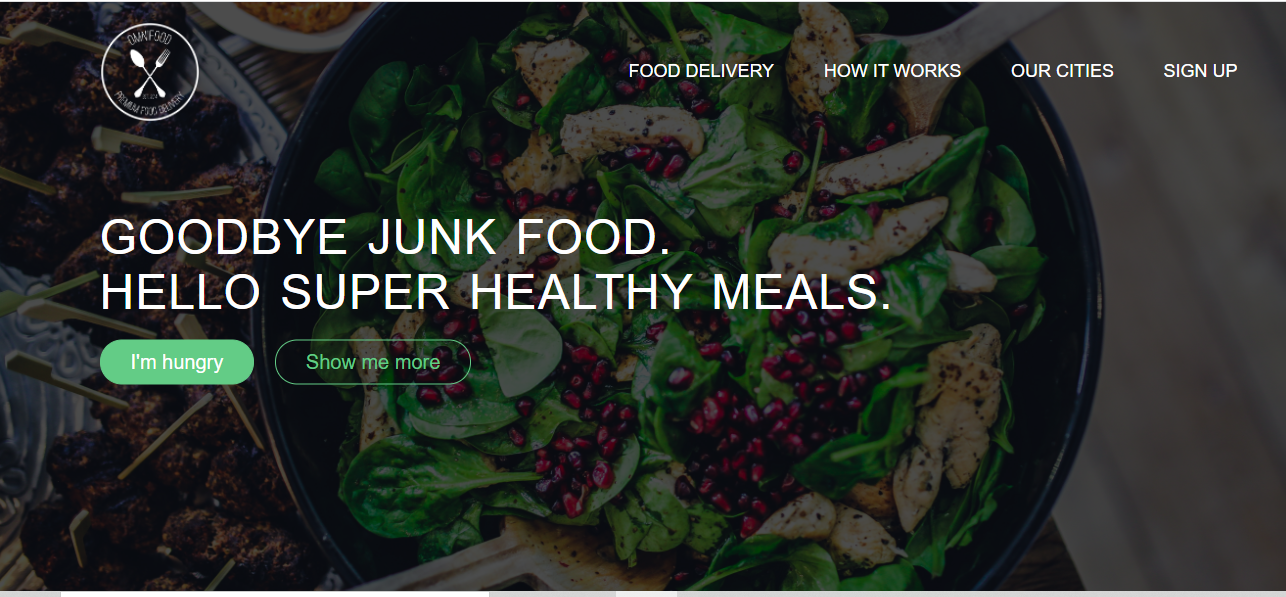 OMNIFOOD
PREMIUM FOOD DELIVERY
FOOD DELIVERY
HOW IT WORKS
OUR CITIES
SIGN UP
GOODBYE JUNK FOOD.
HELLO SUPER HEALTHY MEALS.
I'm hungry
Show me more